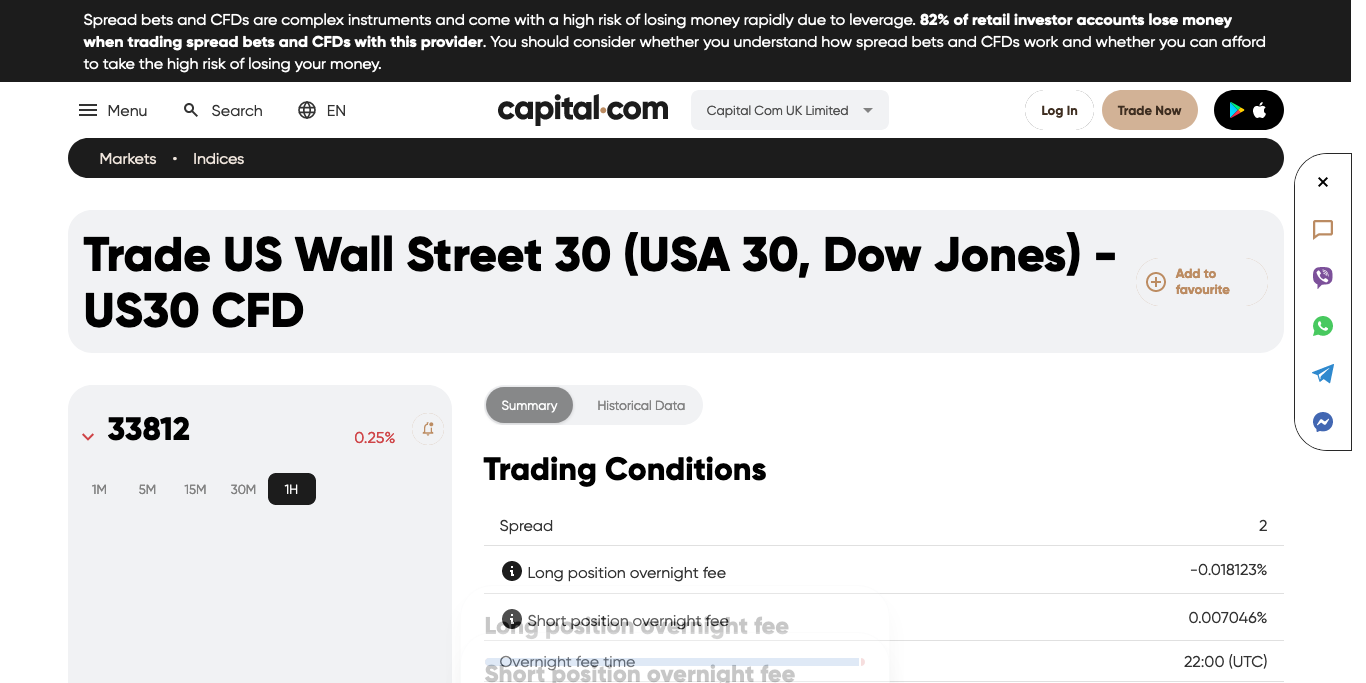 Spread bets and CFDs are complex instruments and come with a high risk of losing money rapidly due to leverage. 82% of retail investor accounts lose money
when trading spread bets and CFDs with this provider. You should consider whether you understand how spread bets and CFDs work and whether you can afford
to take the high risk of losing your money.
Menu Search EN capital.com Capital Com UK Limited Log In Trade Now
Markets • Indices
Trade US Wall Street 30 (USA 30, Dow Jones) -
US30 CFD
Add to
favourite
33812 0.25%
1M 5M 15M 30M 1H
Summary Historical Data
Trading Conditions
Spread 2
Long position overnight fee -0.018123%
Short position overnight fee 0.007046%
Long position overnight fee
Overnight fee time 22:00 (UTC)
Short position overnight fee